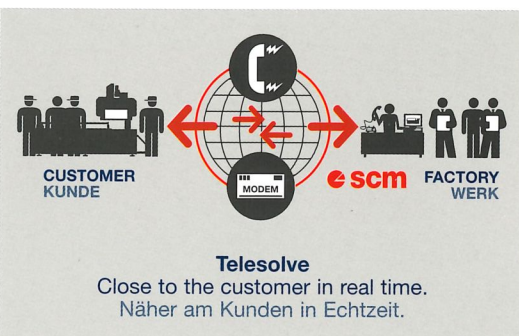 MODEM
CUSTOMER
KUNDE
scm
FACTORY
WERK
Telesolve
Close to the customer in real time.
Näher am Kunden in Echtzeit.